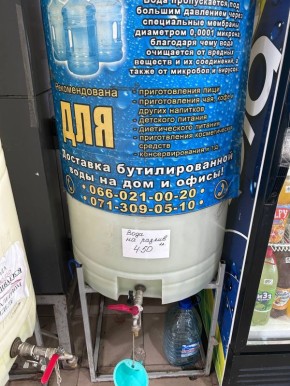 Вода пропускается под
большим давлением через
специальные мембраны
диаметром 0,0001 микрона
благодаря чему вода
очищается от вредных
веществ и их соединений, а
также от микробов и вирусов
Рекомендована
ДЛЯ
- приготовления пищи
- приготовления чая, кофе,
других напитков
- детского питания
- диетического питания
- приготовления косметических
средств
- консервирования
Доставка бутилированной
воды на дом и офисы!
066-021-00-20
071-309-05-10
Вода
на розлив
4.50